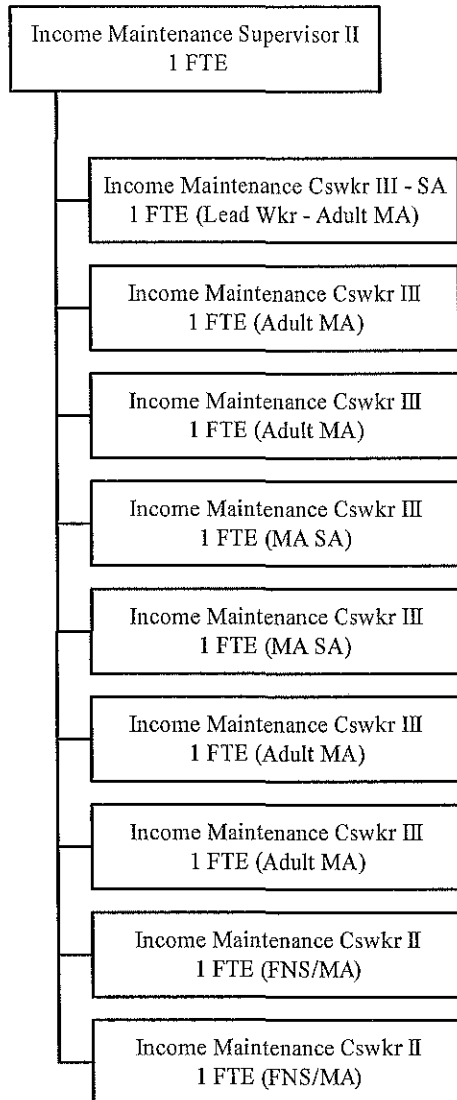 Income Maintenance Supervisor II
1 FTE
Income Maintenance Cswkr III - SA
1 FTE (Lead Wkr - Adult MA)
Income Maintenance Cswkr III
1 FTE (Adult MA)
Income Maintenance Cswkr III
1 FTE (Adult MA)
Income Maintenance Cswkr III
1 FTE (MA SA)
Income Maintenance Cswkr III
1 FTE (MA SA)
Income Maintenance Cswkr III
1 FTE (Adult MA)
Income Maintenance Cswkr III
1 FTE (Adult MA)
Income Maintenance Cswkr II
1 FTE (FNS/MA)
Income Maintenance Cswkr II
1 FTE (FNS/MA)